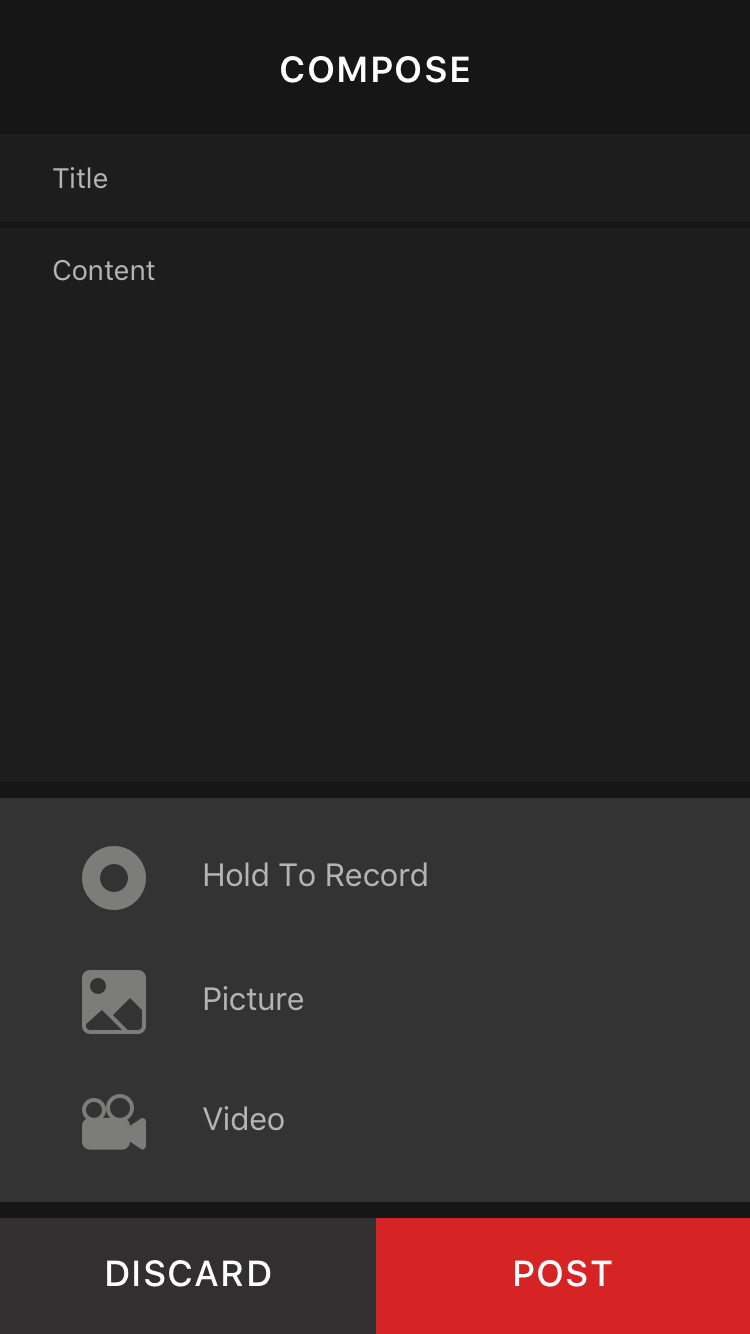 COMPOSE
Title
Content
Hold To Record
Picture
Video
DISCARD
POST